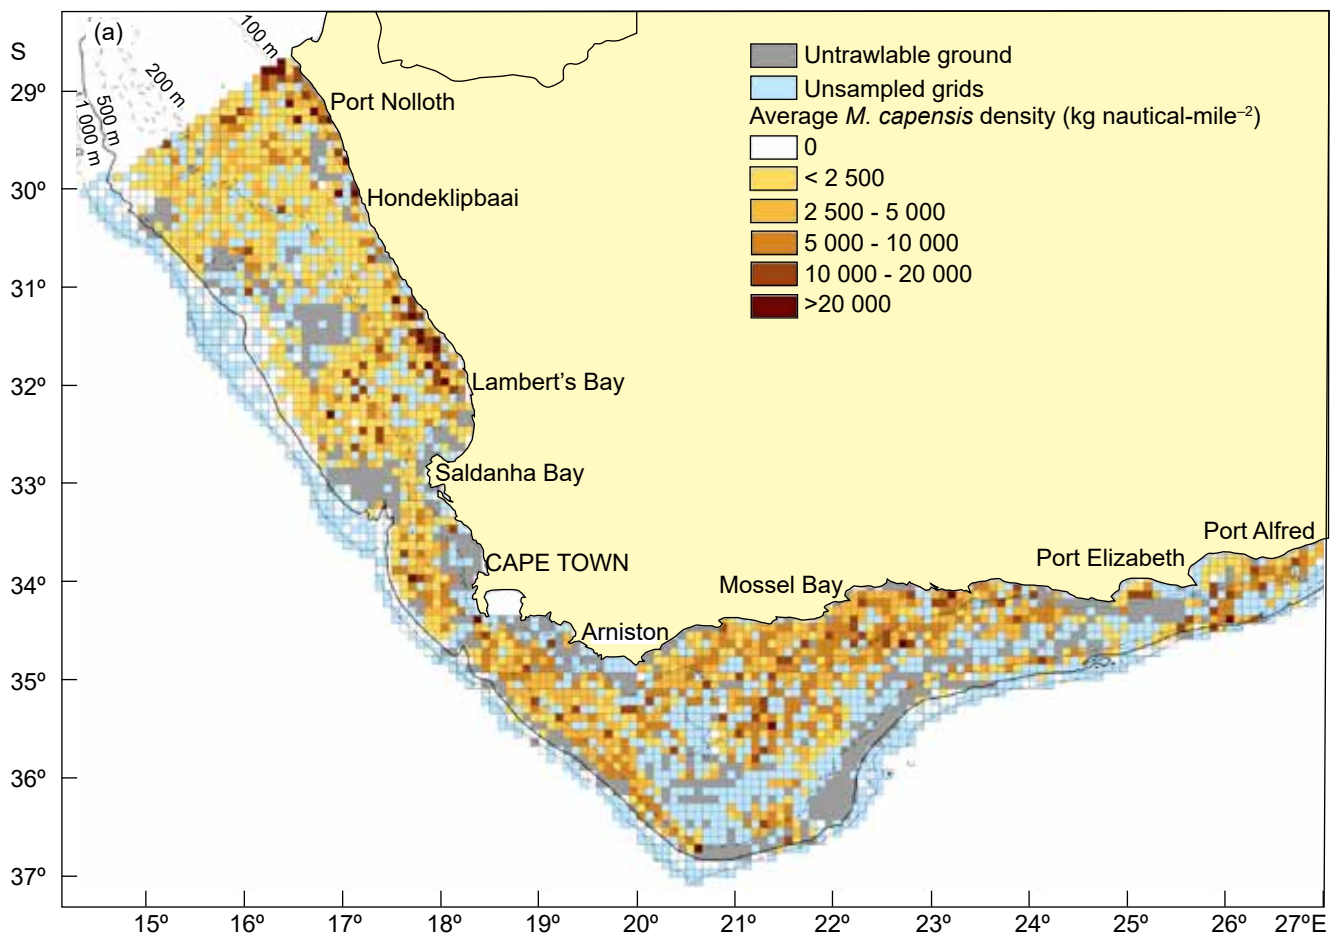 (a)
S
100 m
200 m
500 m
1 000 m
Untrawlable ground
Unsampled grids
Average M. capensis density (kg nautical-mile⁻²)
0
< 2 500
2 500 - 5 000
5 000 - 10 000
10 000 - 20 000
>20 000
29º
30º
31º
32º
33º
34º
35º
36º
37º
Port Nolloth
Hondeklipbaai
Lambert’s Bay
Saldanha Bay
CAPE TOWN
Arniston
Mossel Bay
Port Elizabeth
Port Alfred
15º 16º 17º 18º 19º 20º 21º 22º 23º 24º 25º 26º 27ºE